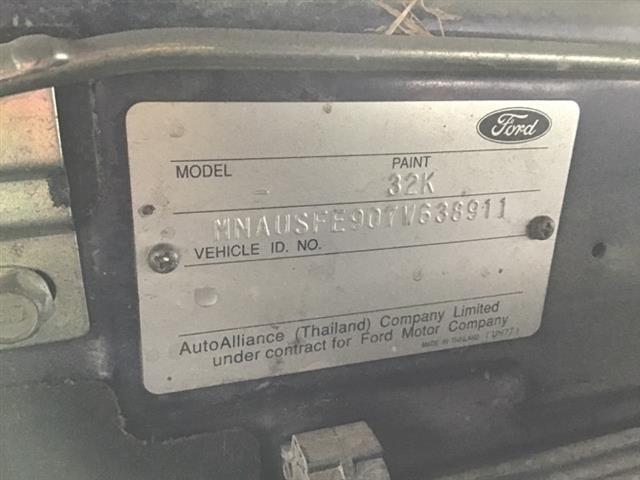 Ford
MODEL PAINT
32K
MNAUSFE907W638911
VEHICLE ID. NO.
AutoAlliance (Thailand) Company Limited
under contract for Ford Motor Company
MADE IN THAILAND (UH77)